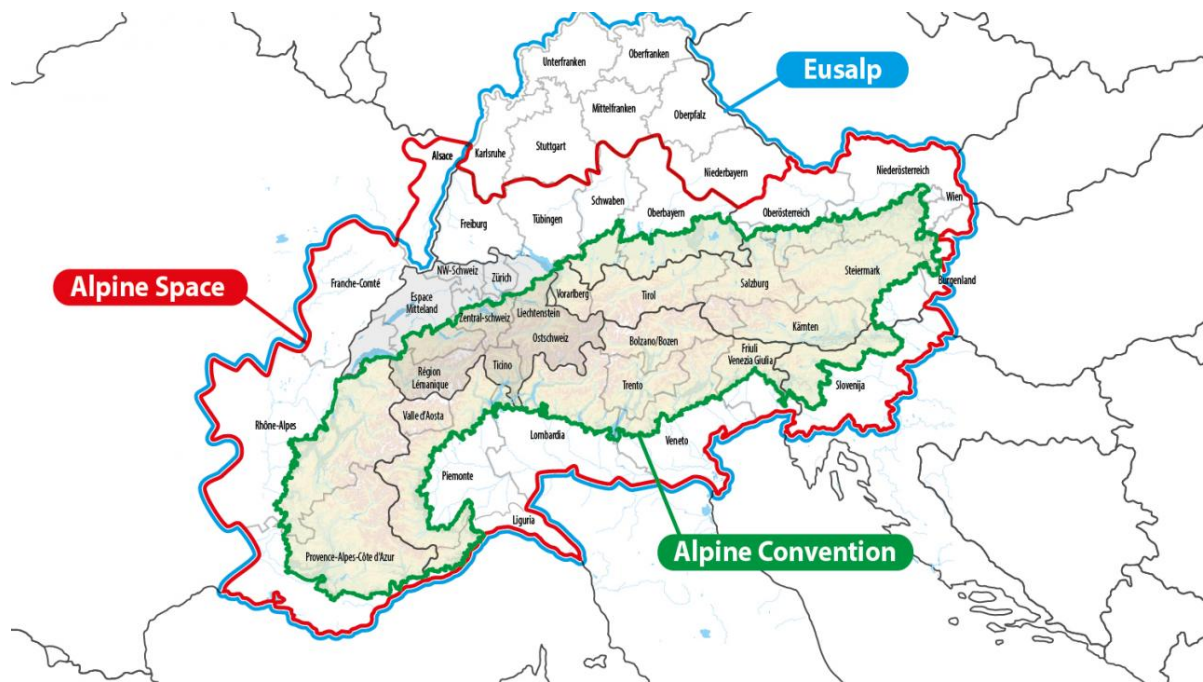 Unterfranken
Oberfranken
Eusalp
Mittelfranken
Oberpfalz
Alsace
Karlsruhe
Stuttgart
Niederbayern
Niederösterreich
Wien
Schwaben
Freiburg
Tübingen
Oberbayern
Oberösterreich
Alpine Space
Franche-Comté
NW-Schweiz
Zürich
Espace
Mitteland
Vorarlberg
Tirol
Salzburg
Steiermark
Burgenland
Zentral-schweiz
Liechtenstein
Ostschweiz
Bolzano/Bozen
Kärnten
Région
Lémanique
Ticino
Trento
Friuli
Venezia Giulia
Slovenija
Valle d'Aosta
Rhône-Alpes
Lombardia
Veneto
Piemonte
Liguria
Provence-Alpes-Côte d'Azur
Alpine Convention